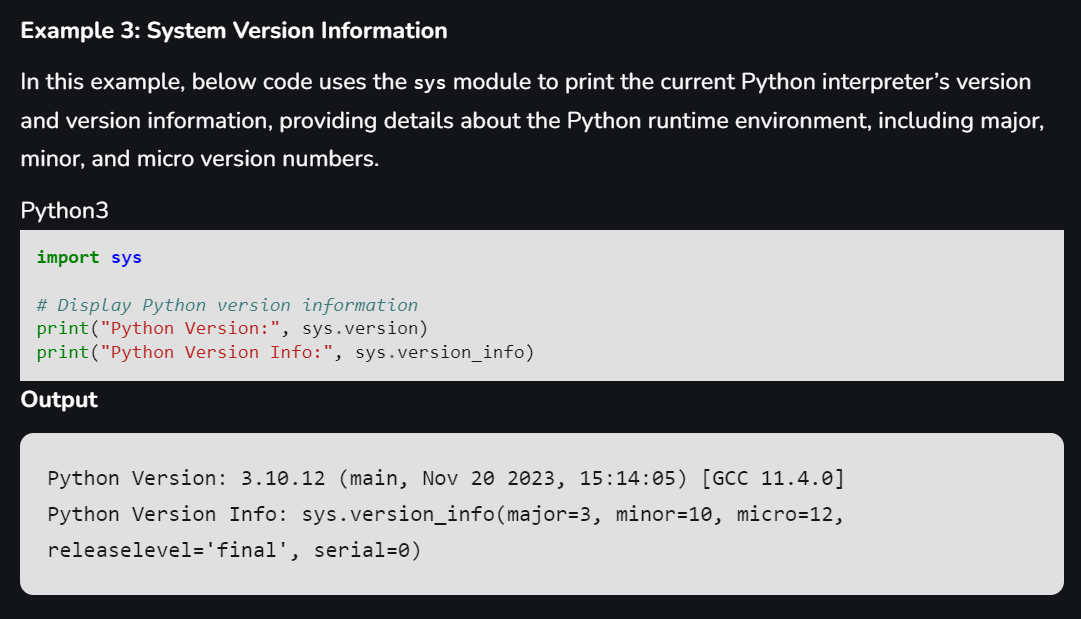 Example 3: System Version Information
In this example, below code uses the sys module to print the current Python interpreter’s version
and version information, providing details about the Python runtime environment, including major,
minor, and micro version numbers.
Python3
import sys
# Display Python version information
print("Python Version:", sys.version)
print("Python Version Info:", sys.version_info)
Output
Python Version: 3.10.12 (main, Nov 20 2023, 15:14:05) [GCC 11.4.0]
Python Version Info: sys.version_info(major=3, minor=10, micro=12,
releaselevel='final', serial=0)